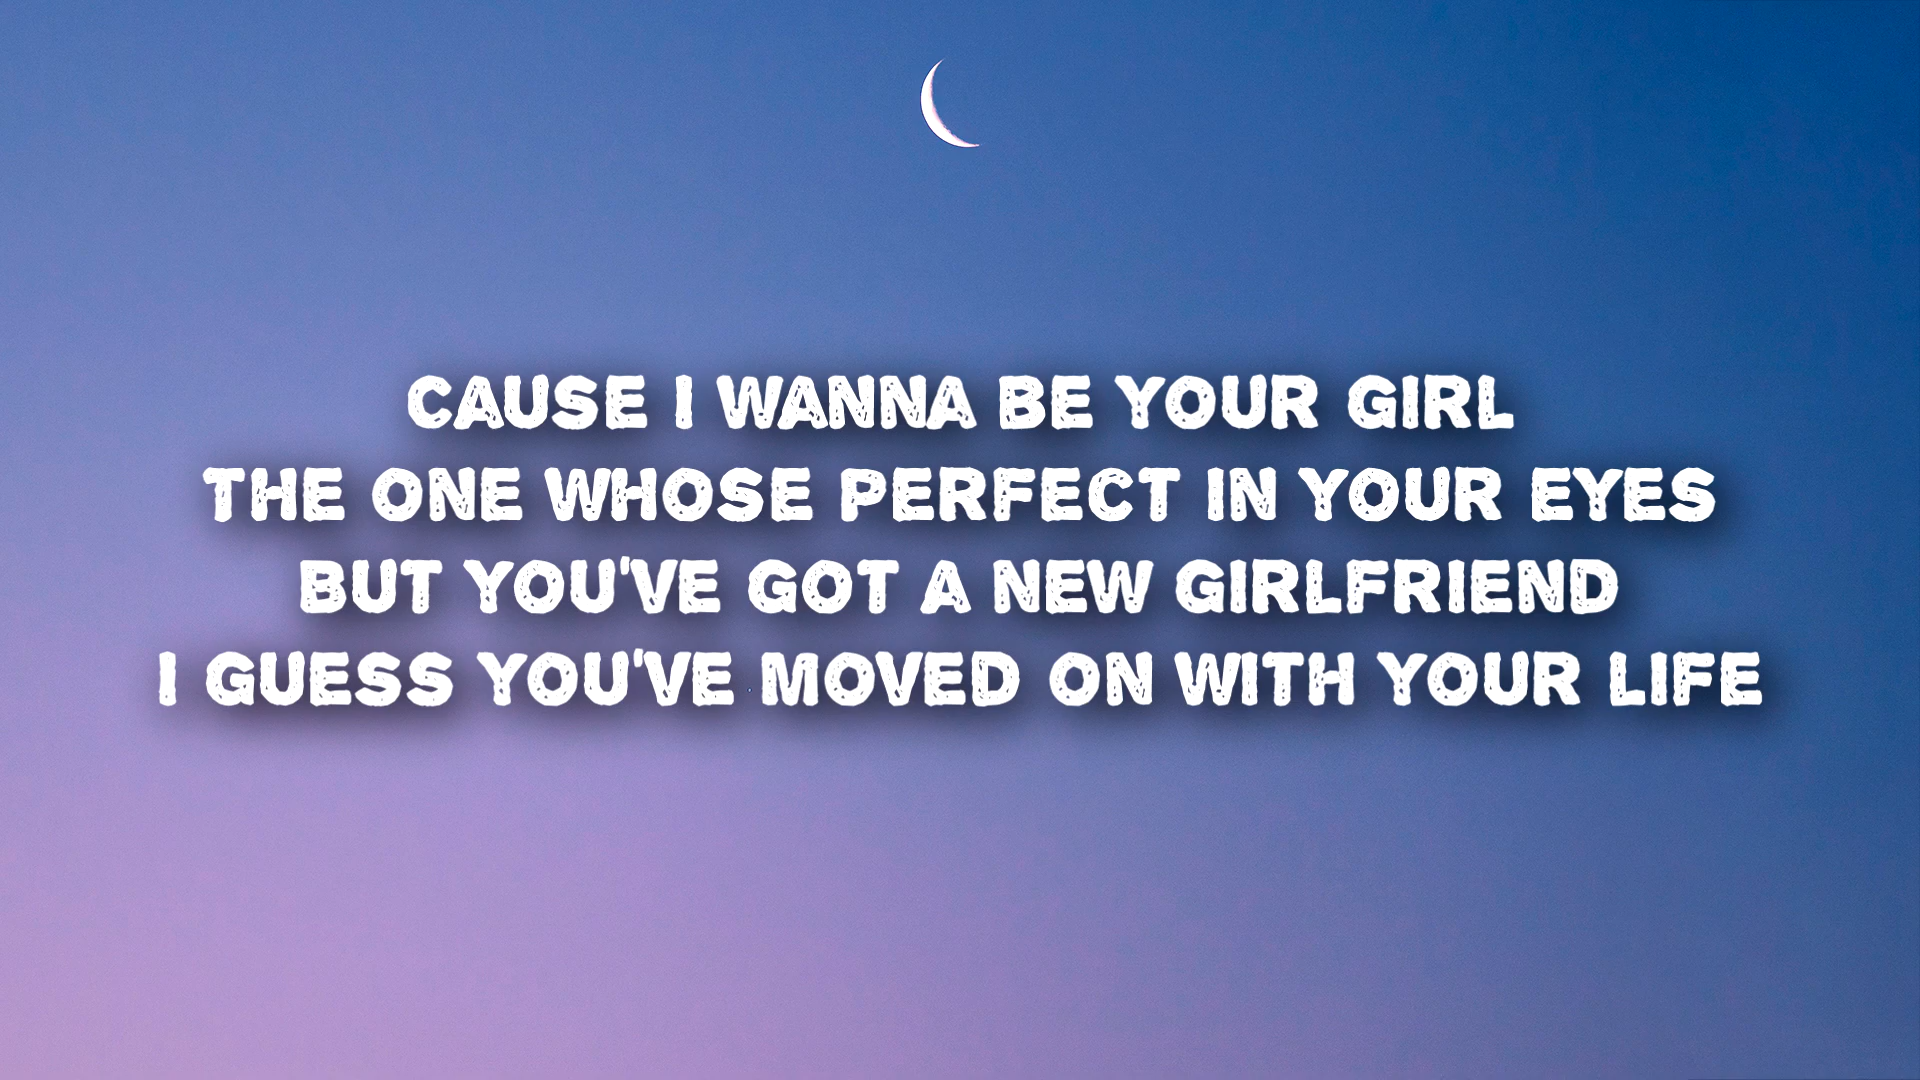 CAUSE I WANNA BE YOUR GIRL
THE ONE WHOSE PERFECT IN YOUR EYES
BUT YOU'VE GOT A NEW GIRLFRIEND
I GUESS YOU'VE MOVED ON WITH YOUR LIFE